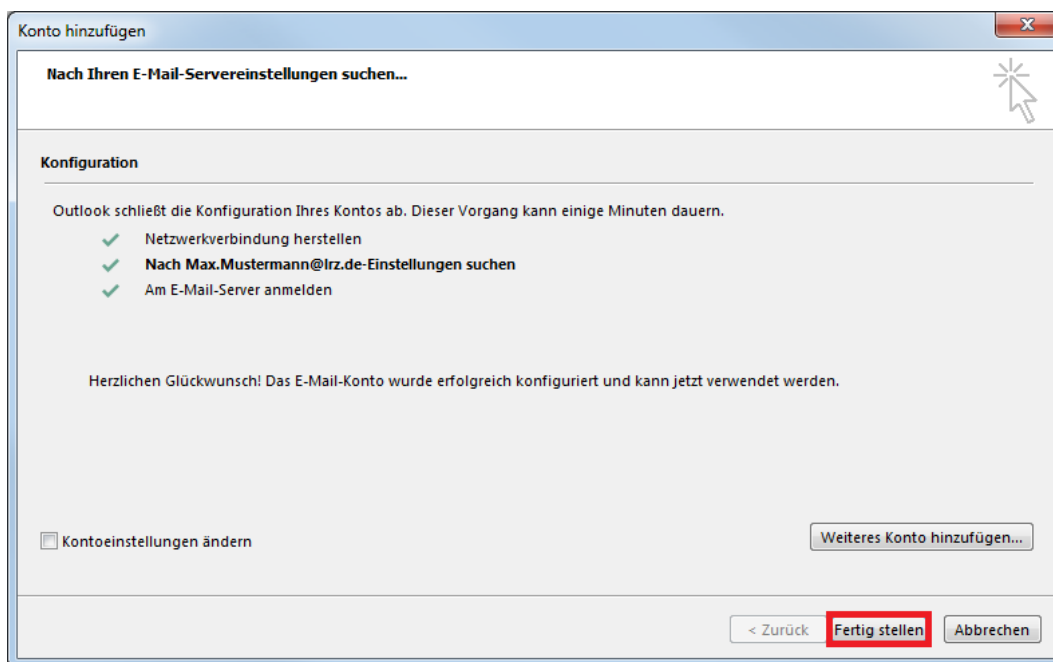 Konto hinzufügen
Nach Ihren E-Mail-Servereinstellungen suchen...
Konfiguration
Outlook schließt die Konfiguration Ihres Kontos ab. Dieser Vorgang kann einige Minuten dauern.
Netzwerkverbindung herstellen
Nach Max.Mustermann@lrz.de-Einstellungen suchen
Am E-Mail-Server anmelden
Herzlichen Glückwunsch! Das E-Mail-Konto wurde erfolgreich konfiguriert und kann jetzt verwendet werden.
Kontoeinstellungen ändern
Weiteres Konto hinzufügen...
< Zurück Fertig stellen Abbrechen